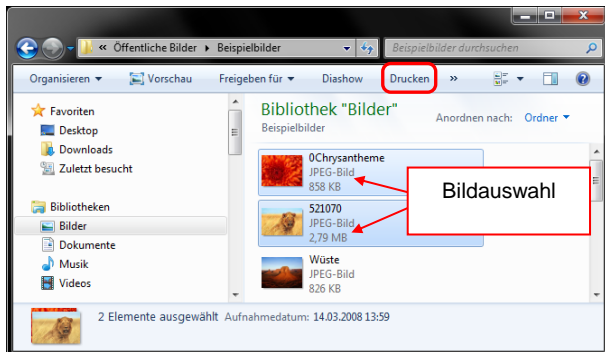 « Öffentliche Bilder ▸ Beispielbilder
Beispielbilder durchsuchen
Organisieren ▾ Vorschau Freigeben für ▾ Diashow Drucken »
Favoriten
Desktop
Downloads
Zuletzt besucht
Bibliotheken
Bilder
Dokumente
Musik
Videos
Bibliothek "Bilder"
Beispielbilder
Anordnen nach: Ordner ▾
0Chrysantheme
JPEG-Bild
858 KB
521070
JPEG-Bild
2,79 MB
Wüste
JPEG-Bild
826 KB
Bildauswahl
2 Elemente ausgewählt Aufnahmedatum: 14.03.2008 13:59